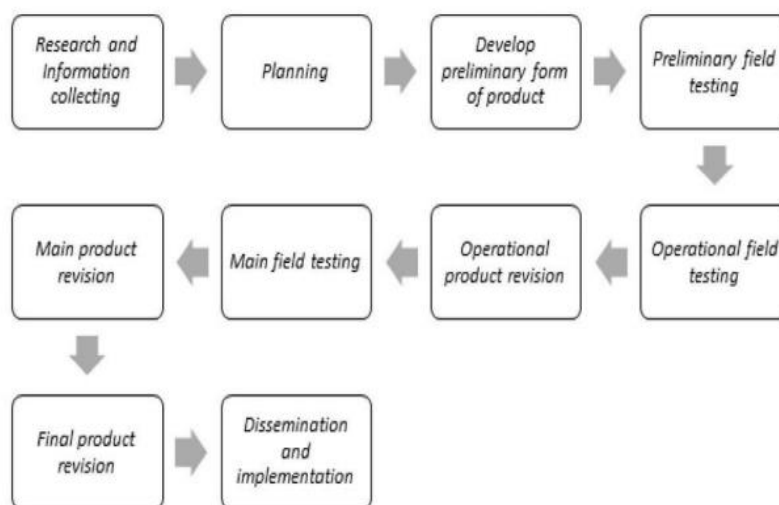 Research and
Information
collecting
Planning
Develop
preliminary form
of product
Preliminary field
testing
Operational field
testing
Operational
product revision
Main field testing
Main product
revision
Final product
revision
Dissemination
and
implementation